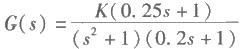 G(s) = K(0.25s+1) / (s²+1)(0.2s+1)